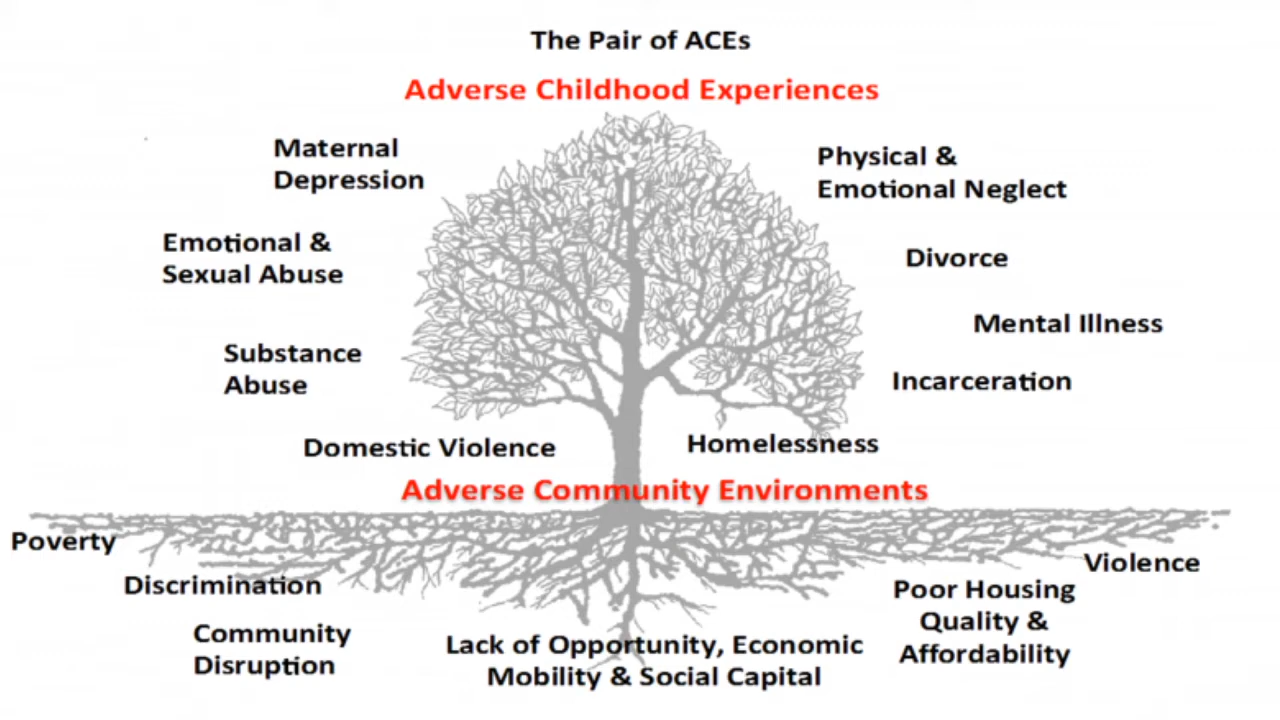 The Pair of ACEs
Adverse Childhood Experiences
Maternal
Depression
Physical &
Emotional Neglect
Emotional &
Sexual Abuse
Divorce
Mental Illness
Substance
Abuse
Incarceration
Domestic Violence
Homelessness
Adverse Community Environments
Poverty
Violence
Discrimination
Poor Housing
Quality &
Affordability
Community
Disruption
Lack of Opportunity, Economic
Mobility & Social Capital